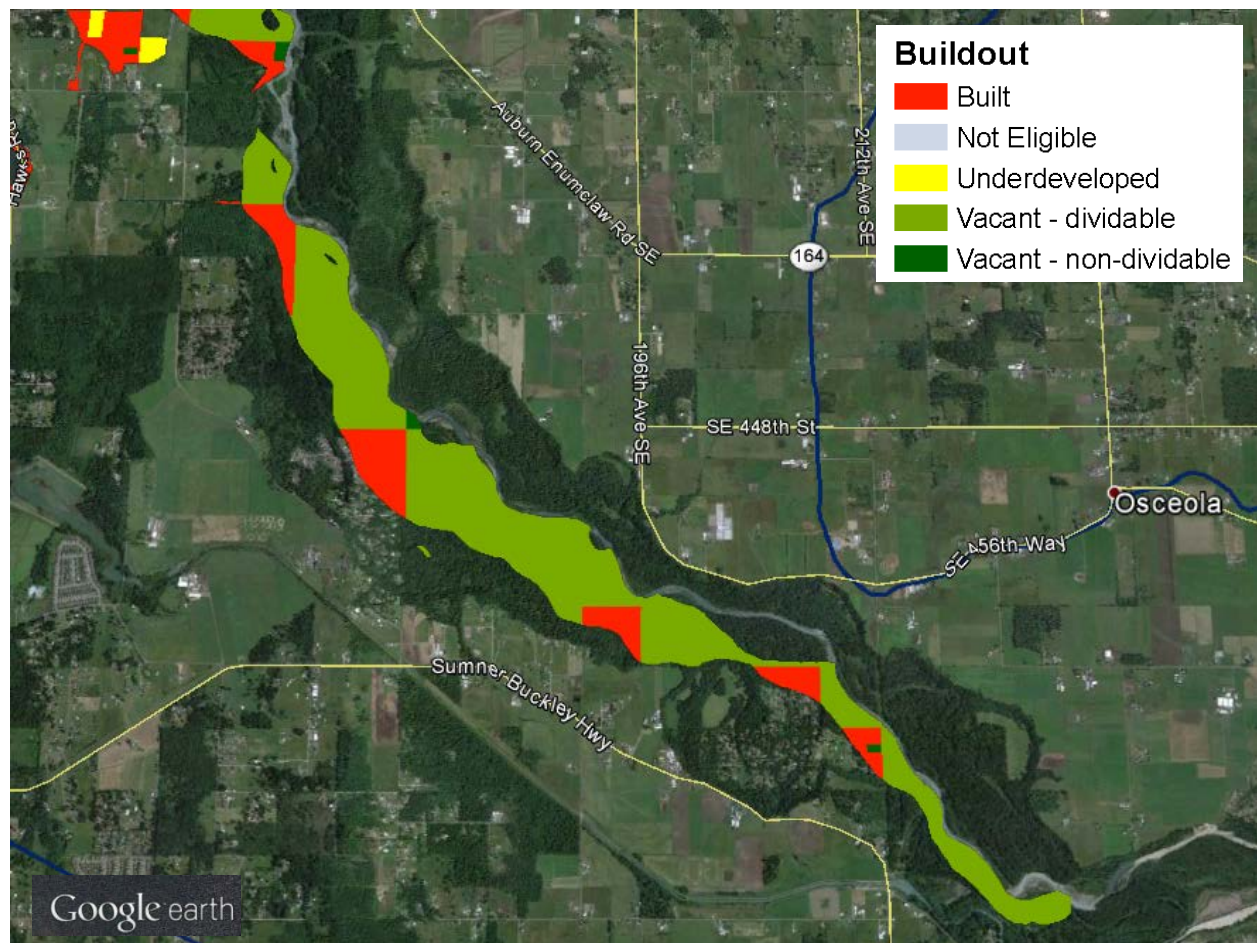 Buildout
Built
Not Eligible
Underdeveloped
Vacant - dividable
Vacant - non-dividable
Auburn Enumclaw Rd SE
212th Ave SE
164
196th Ave SE
SE 448th St
Osceola
SE 456th Way
Sumner Buckley Hwy
Google earth